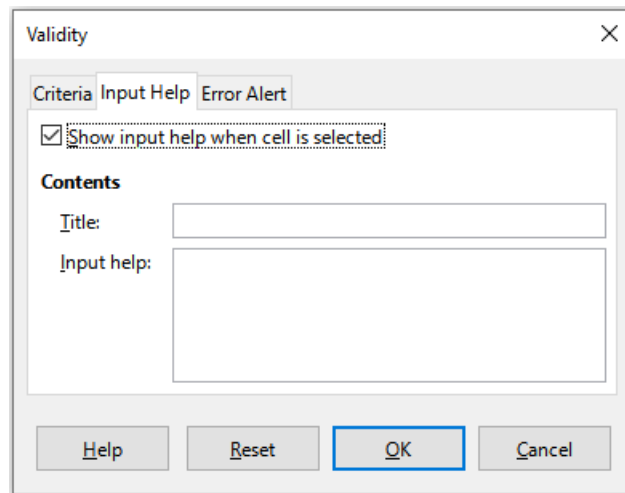 Validity
Criteria Input Help Error Alert
Show input help when cell is selected
Contents
Title:
Input help:
Help Reset OK Cancel